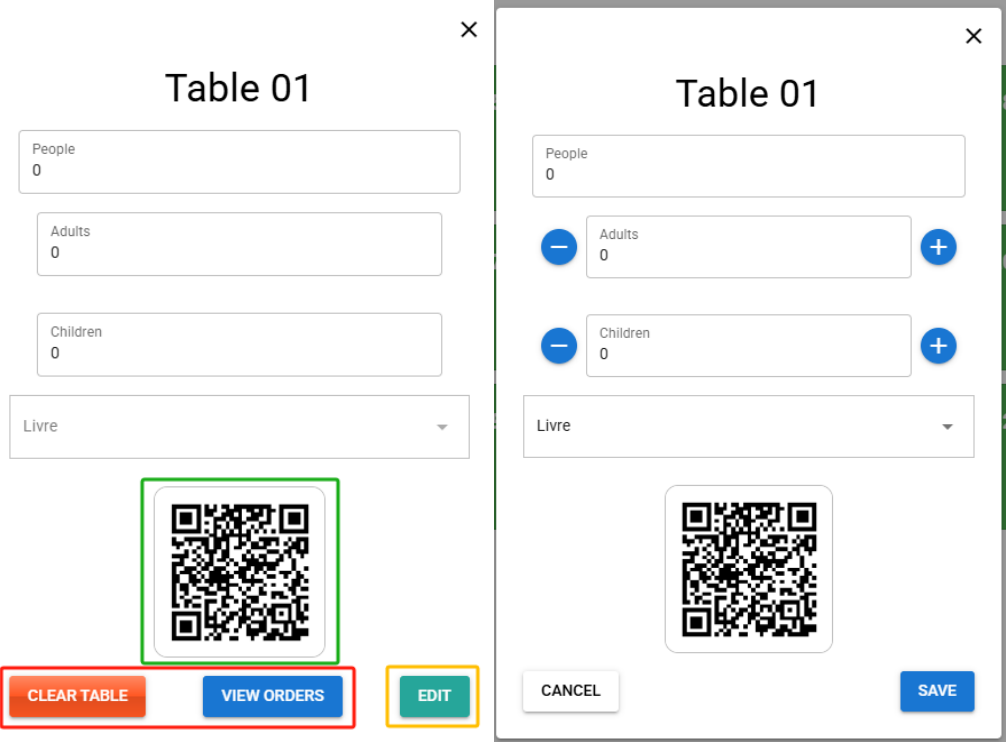 Table 01
People
0
Adults
0
Children
0
Livre
CLEAR TABLE
VIEW ORDERS
EDIT
Table 01
People
0
Adults
0
Children
0
Livre
CANCEL
SAVE